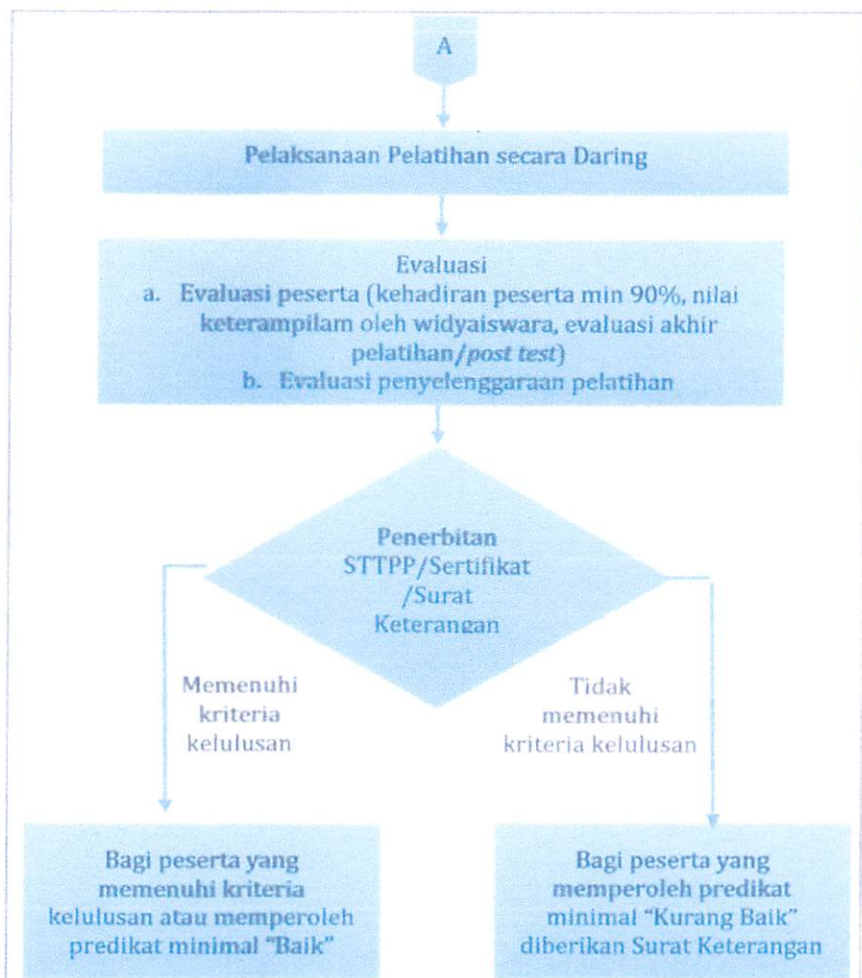 A
Pelaksanaan Pelatihan secara Daring
Evaluasi
a. Evaluasi peserta (kehadiran peserta min 90%, nilai
keterampilam oleh widyaiswara, evaluasi akhir
pelatihan/post test)
b. Evaluasi penyelenggaraan pelatihan
Penerbitan
STTPP/Sertifikat
/Surat
Keterangan
Memenuhi
kriteria
kelulusan
Tidak
memenuhi
kriteria kelulusan
Bagi peserta yang
memenuhi kriteria
kelulusan atau memperoleh
predikat minimal “Baik”
Bagi peserta yang
memperoleh predikat
minimal “Kurang Baik”
diberikan Surat Keterangan